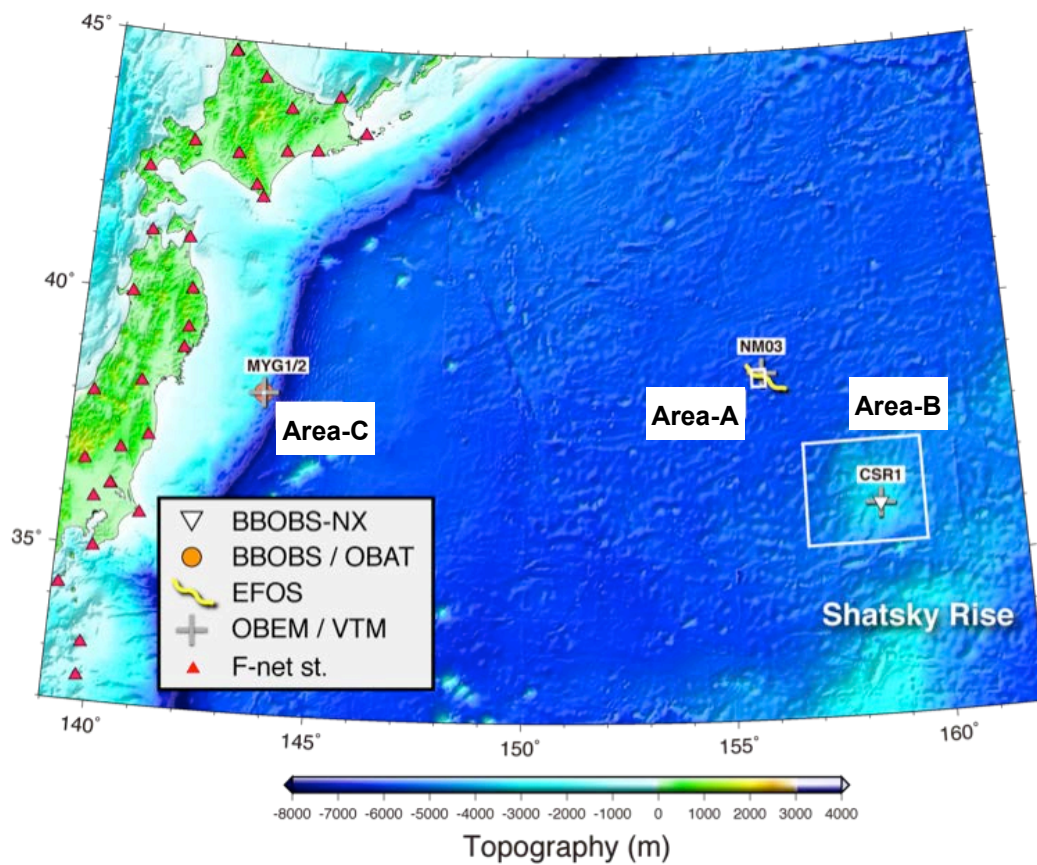 45˚
40˚
35˚
NM03
MYG1/2
Area-A
Area-B
Area-C
CSR1
BBOBS-NX
BBOBS / OBAT
EFOS
OBEM / VTM
F-net st.
Shatsky Rise
140˚
145˚
150˚
155˚
160˚
-8000 -7000 -6000 -5000 -4000 -3000 -2000 -1000 0 1000 2000 3000 4000
Topography (m)